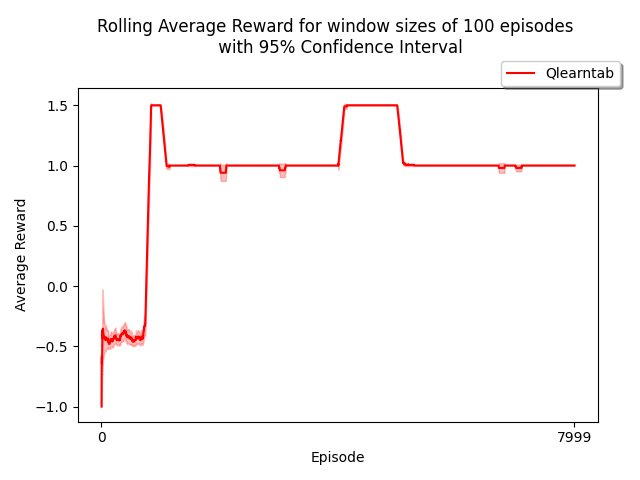 Rolling Average Reward for window sizes of 100 episodes
with 95% Confidence Interval
Qlearntab
1.5
1.0
0.5
0.0
−0.5
−1.0
Average Reward
0
7999
Episode